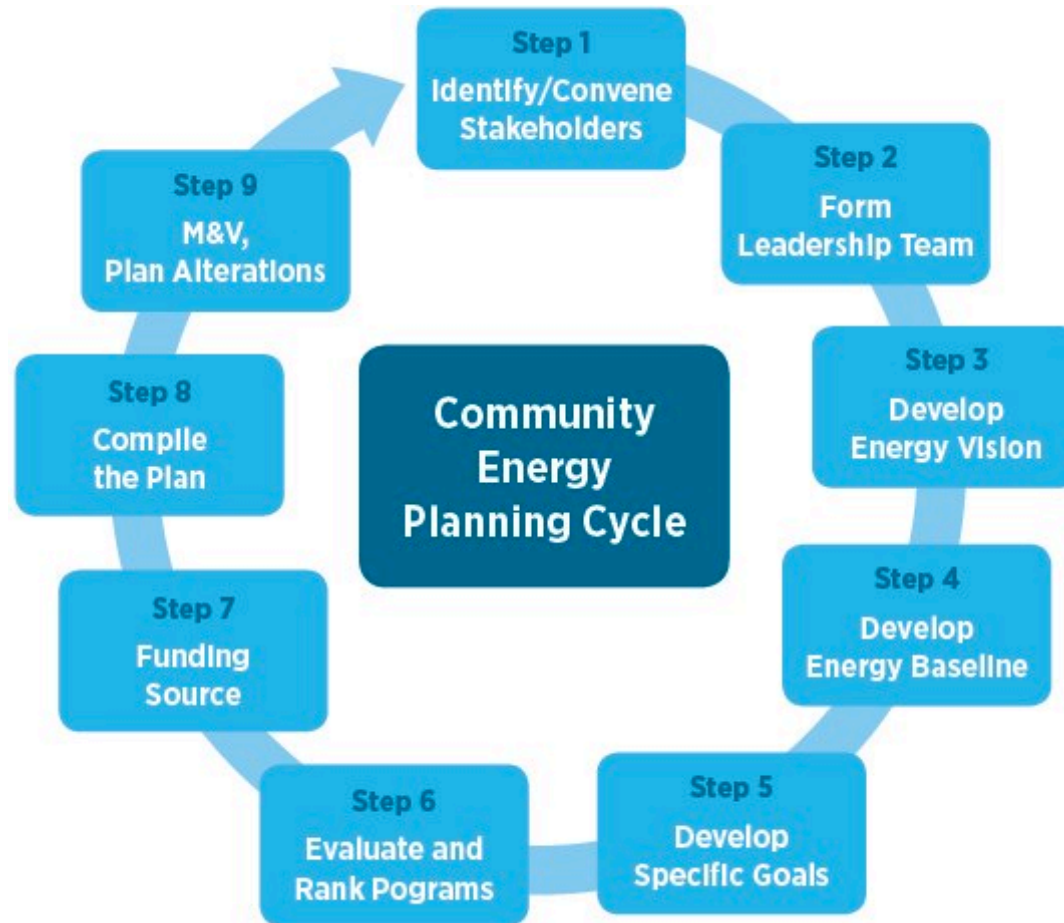 Step 1
Identify/Convene
Stakeholders
Step 2
Form
Leadership Team
Step 3
Develop
Energy Vision
Step 4
Develop
Energy Baseline
Step 5
Develop
Specific Goals
Step 6
Evaluate and
Rank Pograms
Step 7
Funding
Source
Step 8
Compile
the Plan
Step 9
M&V,
Plan Alterations
Community
Energy
Planning Cycle